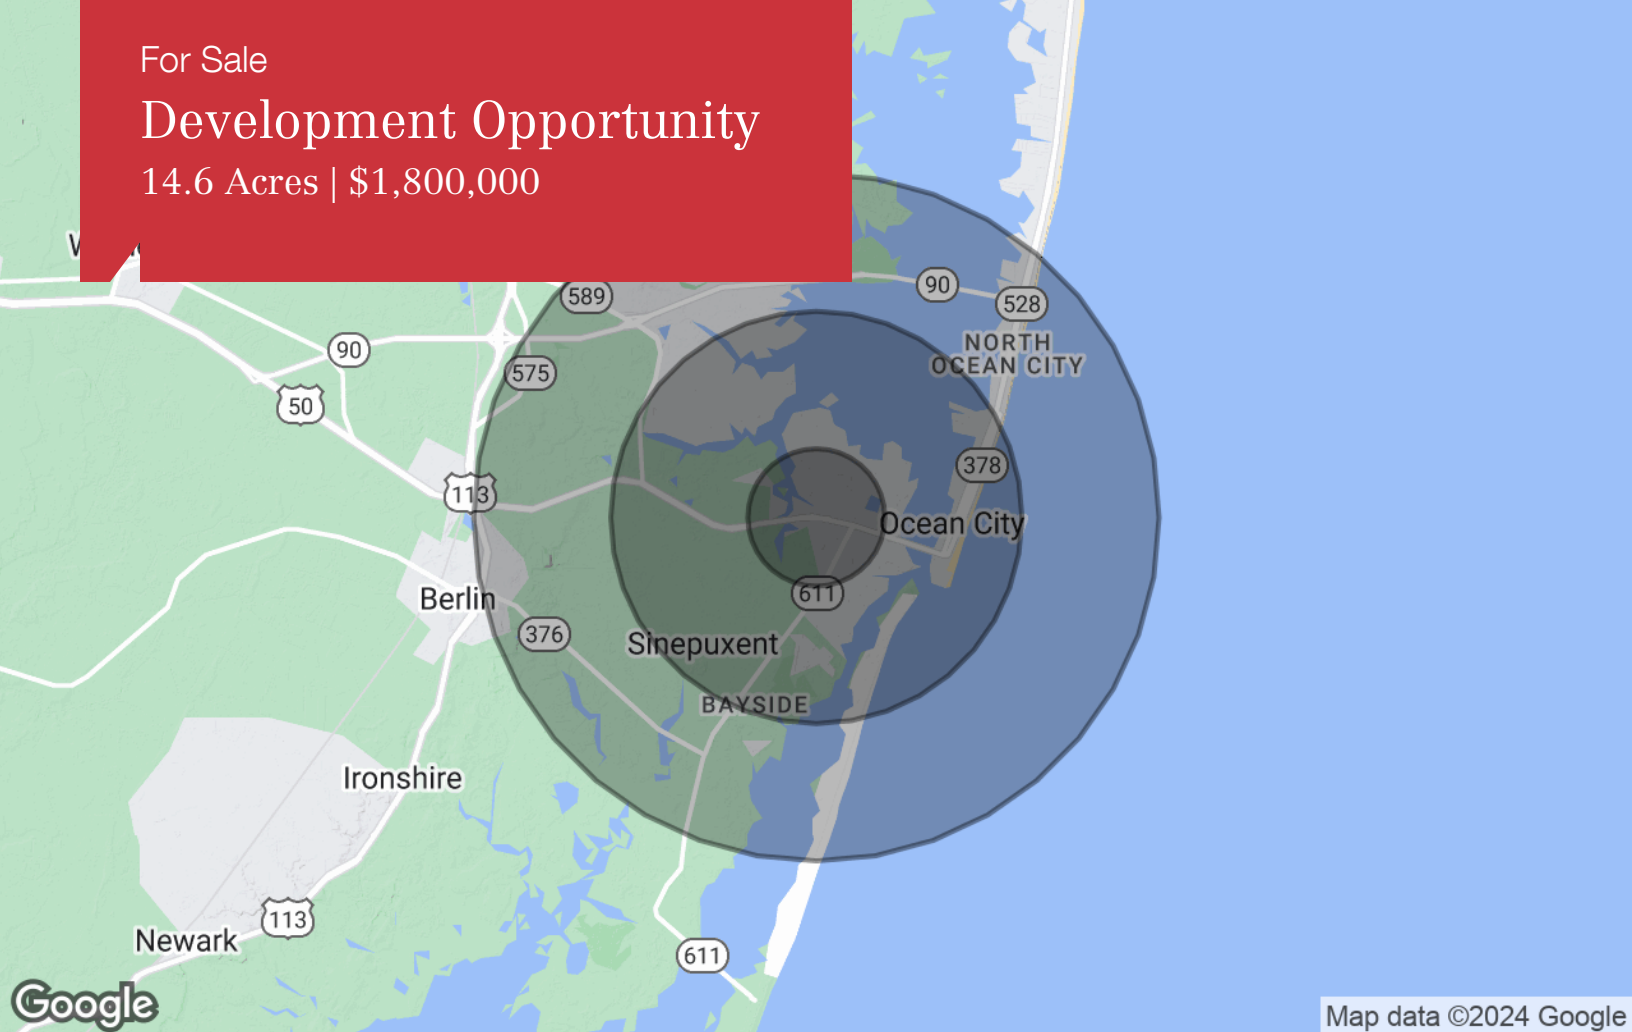 For Sale
Development Opportunity
14.6 Acres | $1,800,000
90
589
528
NORTH
OCEAN CITY
90
575
50
378
113
Ocean City
611
Berlin
376
Sinepuxent
BAYSIDE
Ironshire
113
Newark
611
Google
Map data ©2024 Google